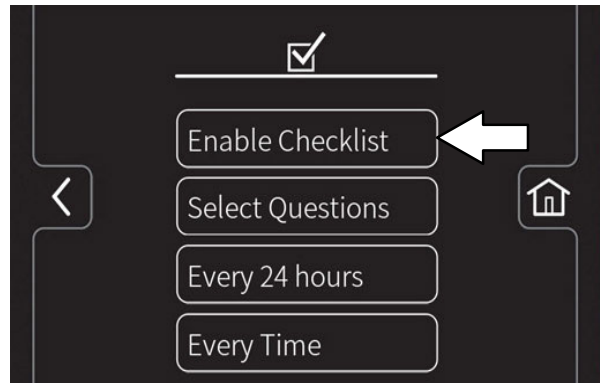 Enable Checklist
Select Questions
Every 24 hours
Every Time